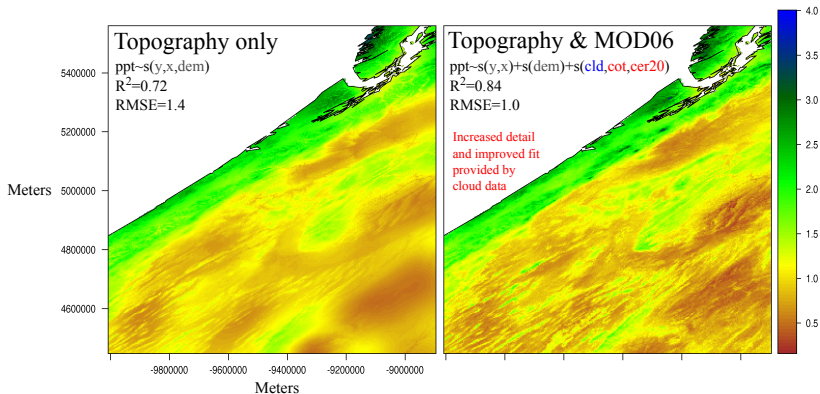 Topography only
ppt~s(y,x,dem)
R2=0.72
RMSE=1.4
Topography & MOD06
ppt~s(y,x)+s(dem)+s(cld,cot,cer20)
R2=0.84
RMSE=1.0
Increased detail
and improved fit
provided by
cloud data
Meters
5400000
5200000
5000000
4800000
4600000
-9800000
-9600000
-9400000
-9200000
-9000000
Meters
4.0
3.5
3.0
2.5
2.0
1.5
1.0
0.5